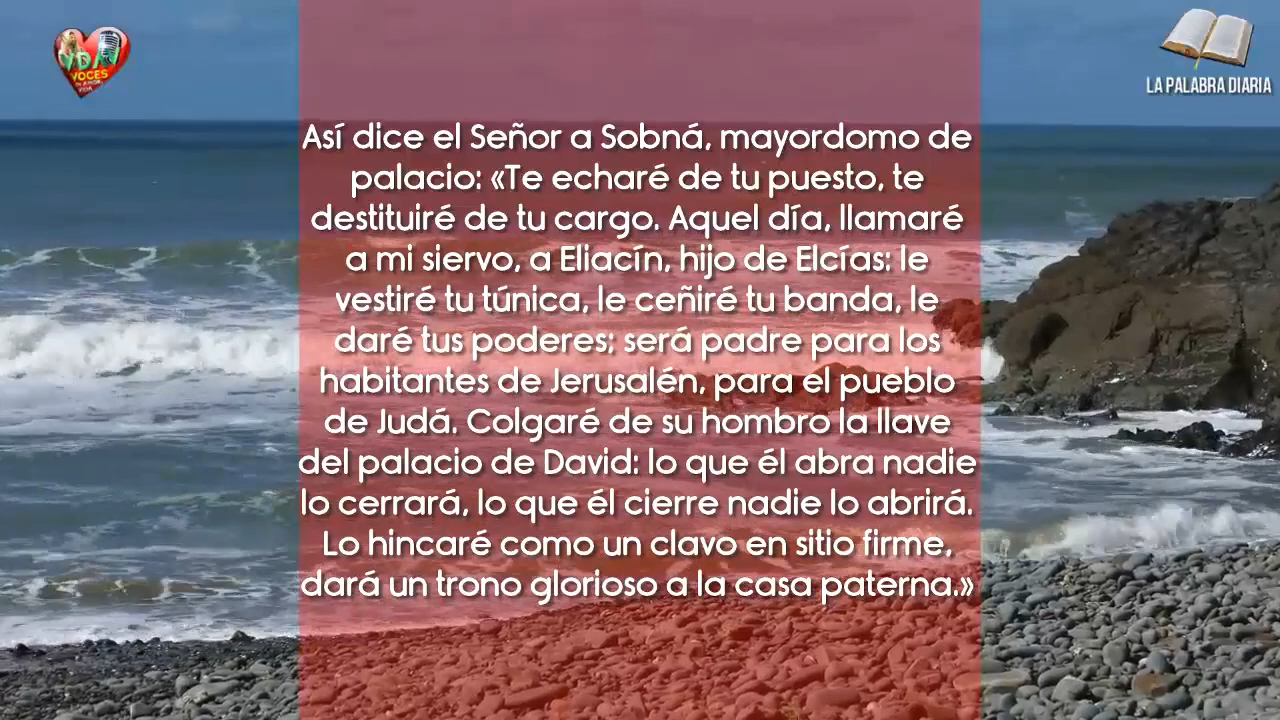 VDA
VOCES
LA PALABRA DIARIA
Así dice el Señor a Sobná, mayordomo de
palacio: «Te echaré de tu puesto, te
destituiré de tu cargo. Aquel día, llamaré
a mi siervo, a Eliacín, hijo de Elcías: le
vestiré tu túnica, le ceñiré tu banda, le
daré tus poderes; será padre para los
habitantes de Jerusalén, para el pueblo
de Judá. Colgaré de su hombro la llave
del palacio de David: lo que él abra nadie
lo cerrará, lo que él cierre nadie lo abrirá.
Lo hincaré como un clavo en sitio firme,
dará un trono glorioso a la casa paterna.»